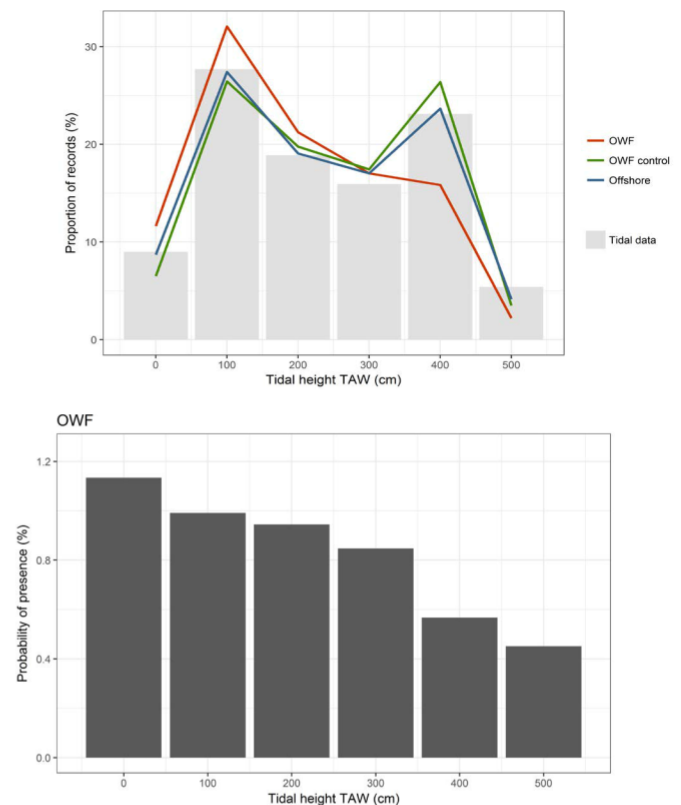 Proportion of records (%)
30
20
10
0
0 100 200 300 400 500
Tidal height TAW (cm)
OWF
OWF control
Offshore
Tidal data
OWF
Probability of presence (%)
1.2
0.8
0.4
0.0
0 100 200 300 400 500
Tidal height TAW (cm)